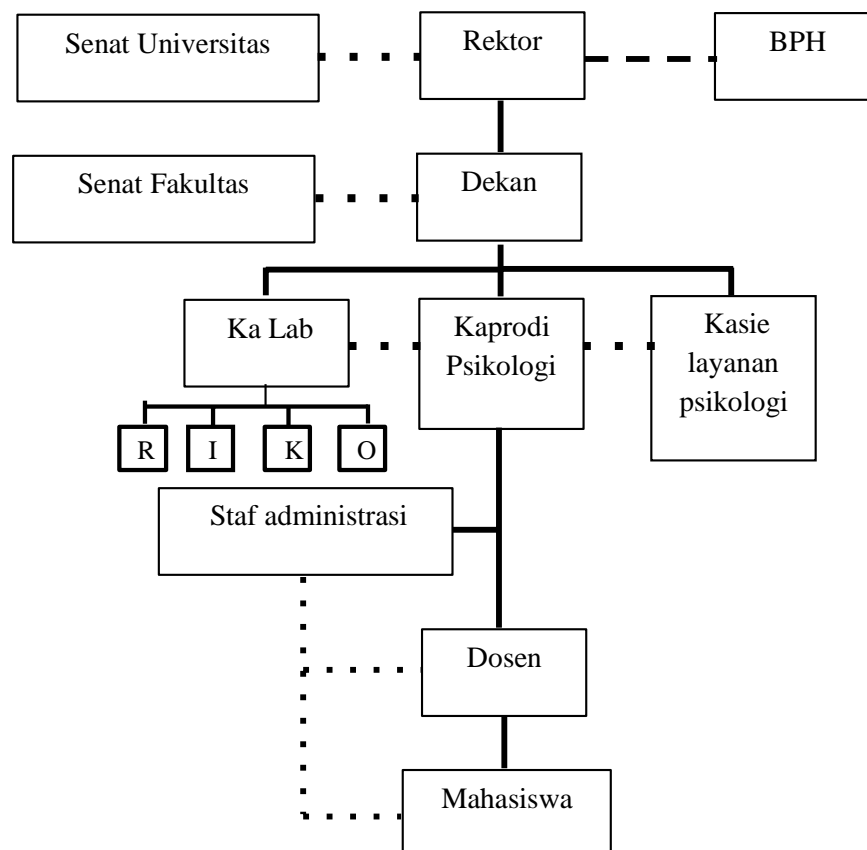 Senat Universitas
Rektor
BPH
Senat Fakultas
Dekan
Ka Lab
Kaprodi
Psikologi
Kasie
layanan
psikologi
R
I
K
O
Staf administrasi
Dosen
Mahasiswa